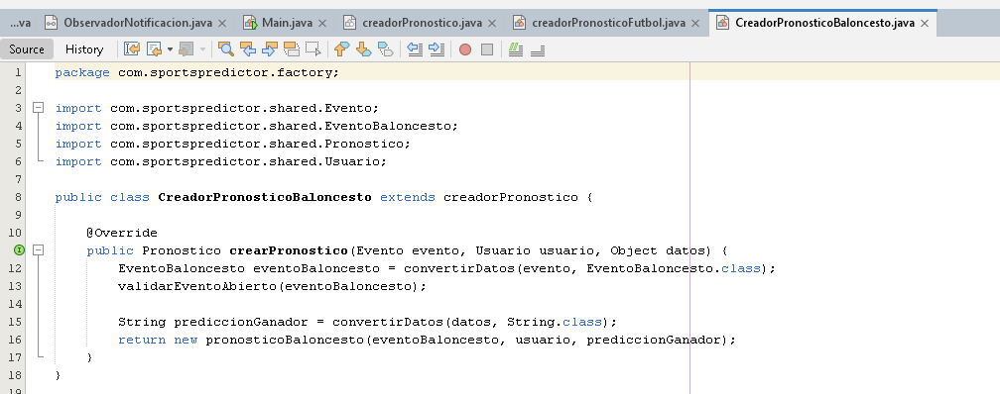 ...va ObservadorNotificacion.java Main.java creadorPronostico.java creadorPronosticoFutbol.java CreadorPronosticoBaloncesto.java
Source History
1 package com.sportspredictor.factory;
2
3 import com.sportspredictor.shared.Evento;
4 import com.sportspredictor.shared.EventoBaloncesto;
5 import com.sportspredictor.shared.Pronostico;
6 import com.sportspredictor.shared.Usuario;
7
8 public class CreadorPronosticoBaloncesto extends creadorPronostico {
9
10 @Override
public Pronostico crearPronostico(Evento evento, Usuario usuario, Object datos) {
12 EventoBaloncesto eventoBaloncesto = convertirDatos(evento, EventoBaloncesto.class);
13 validarEventoAbierto(eventoBaloncesto);
14
15 String prediccionGanador = convertirDatos(datos, String.class);
16 return new pronosticoBaloncesto(eventoBaloncesto, usuario, prediccionGanador);
17 }
18 }
19